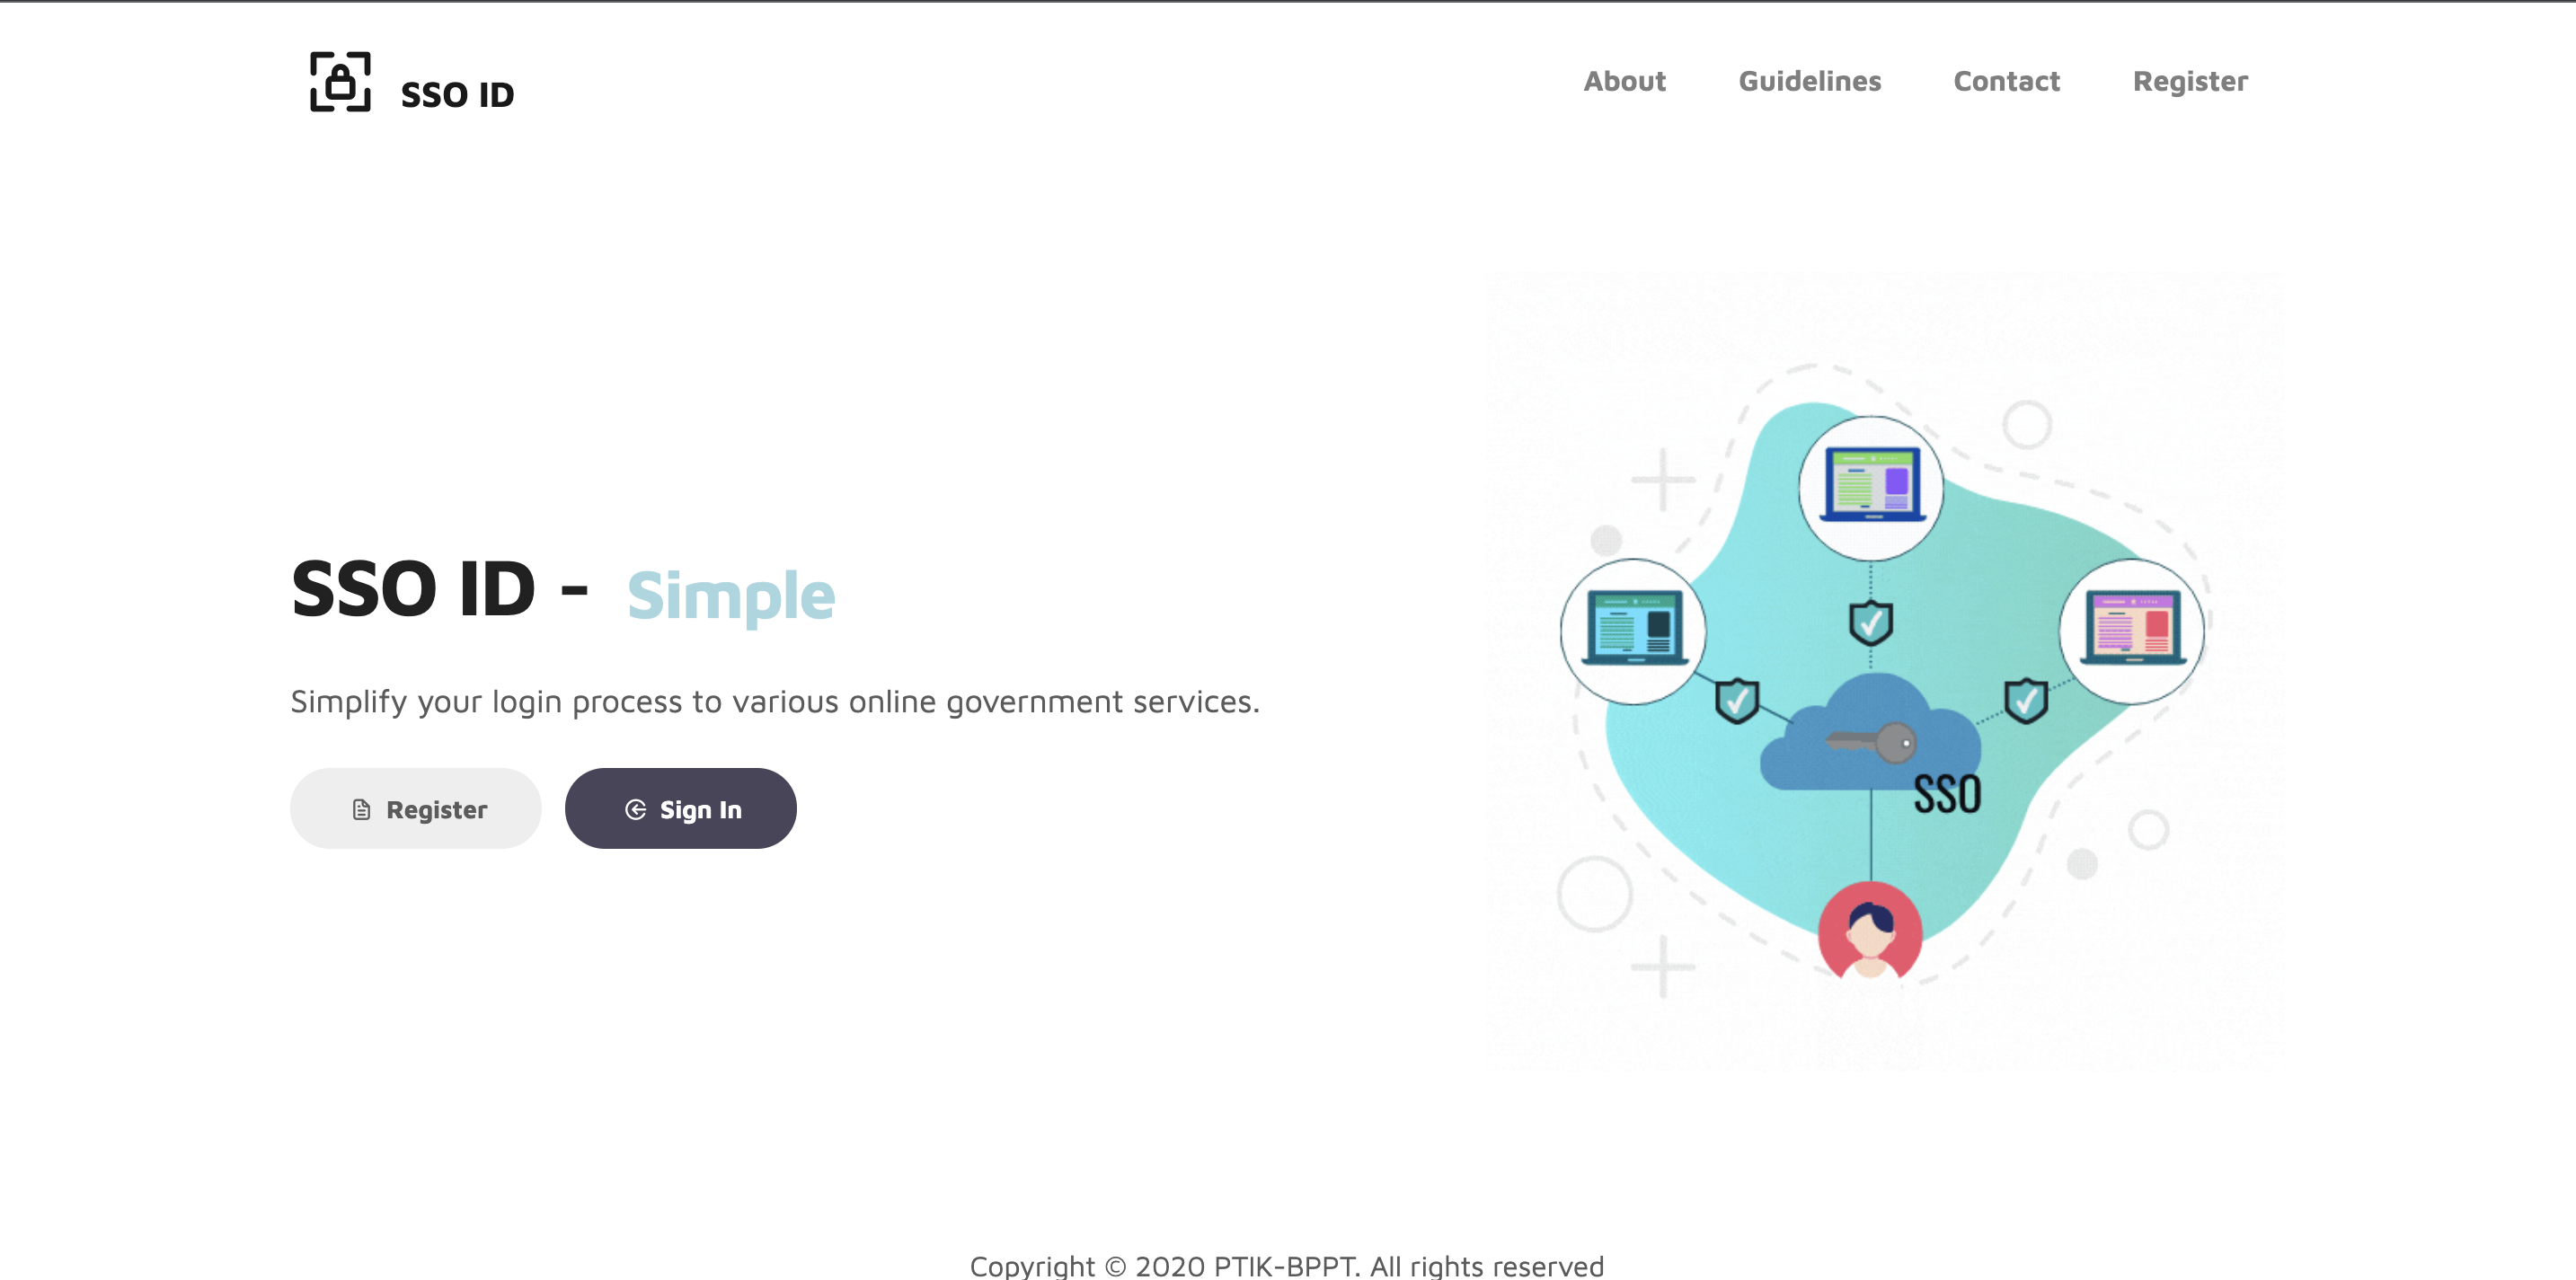 SSO ID
About Guidelines Contact Register
SSO ID - Simple
Simplify your login process to various online government services.
Register Sign In
SSO
Copyright © 2020 PTIK-BPPT. All rights reserved